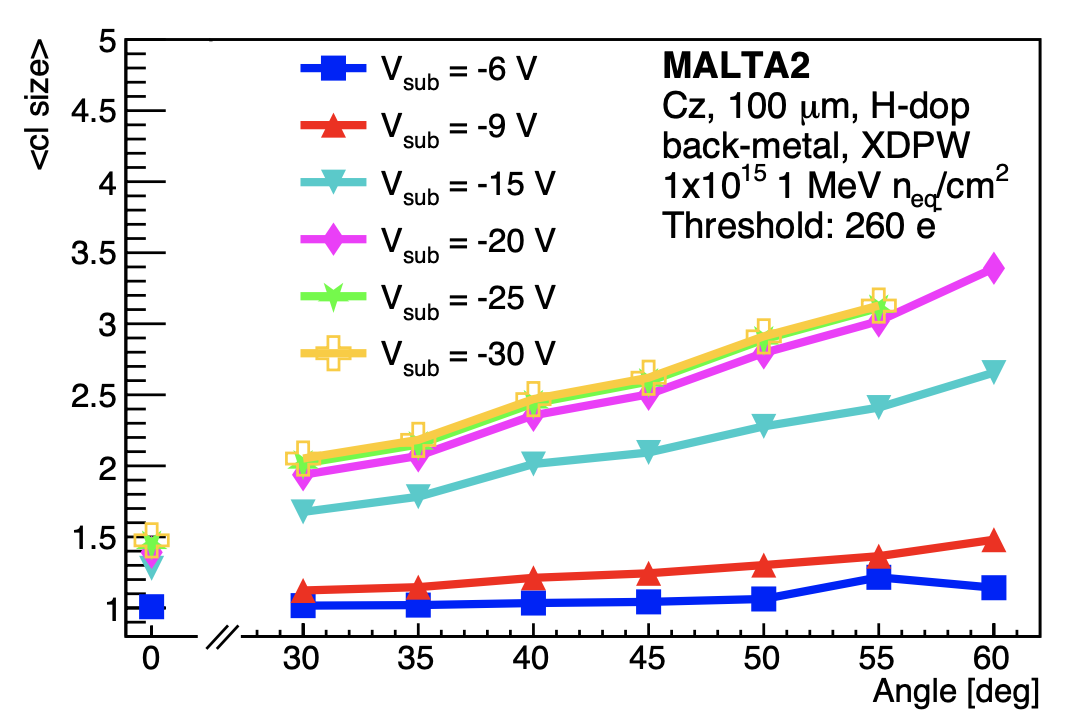 <cl size>
5
4.5
4
3.5
3
2.5
2
1.5
1
V_sub = -6 V
V_sub = -9 V
V_sub = -15 V
V_sub = -20 V
V_sub = -25 V
V_sub = -30 V
MALTA2
Cz, 100 μm, H-dop
back-metal, XDPW
1x10^15 1 MeV n_eq/cm^2
Threshold: 260 e^-
0 // 30 35 40 45 50 55 60
Angle [deg]